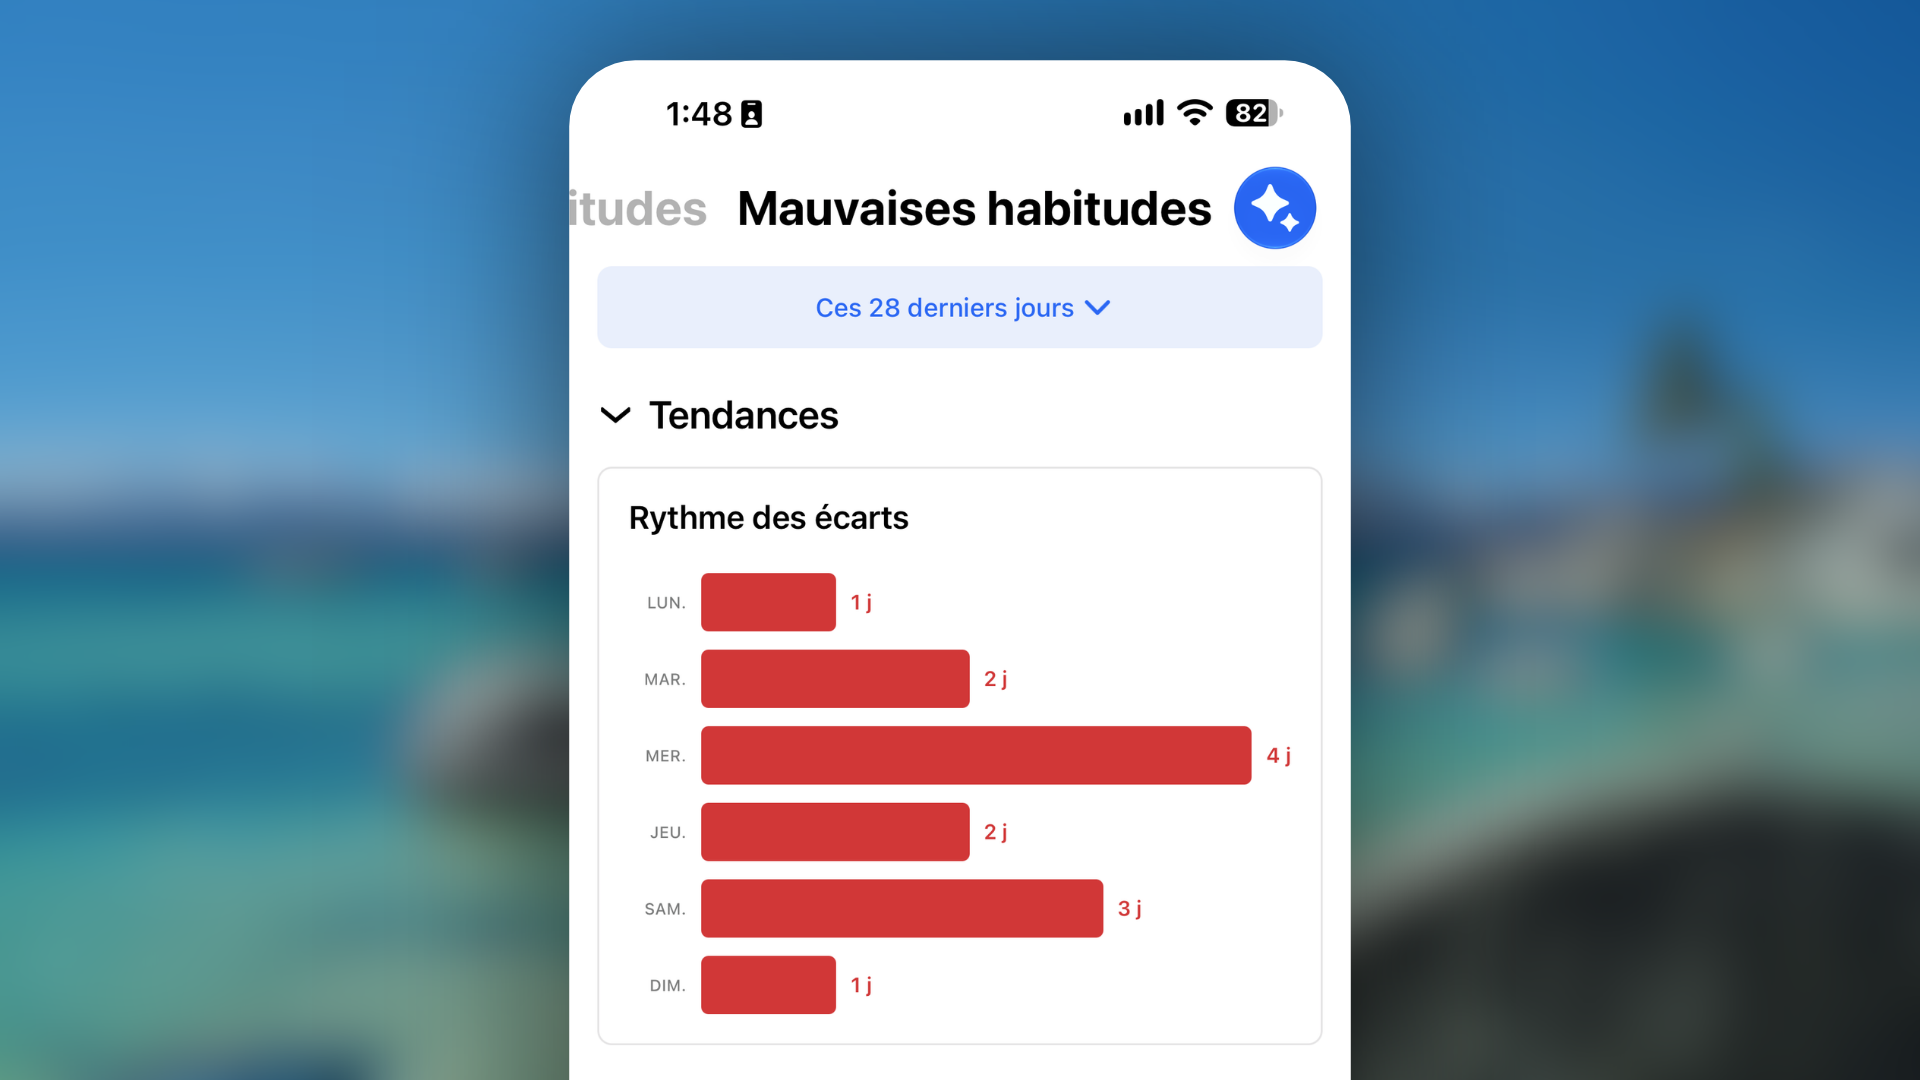 1:48
82
itudes Mauvaises habitudes
Ces 28 derniers jours
Tendances
Rythme des écarts
LUN. 1 j
MAR. 2 j
MER. 4 j
JEU. 2 j
SAM. 3 j
DIM. 1 j